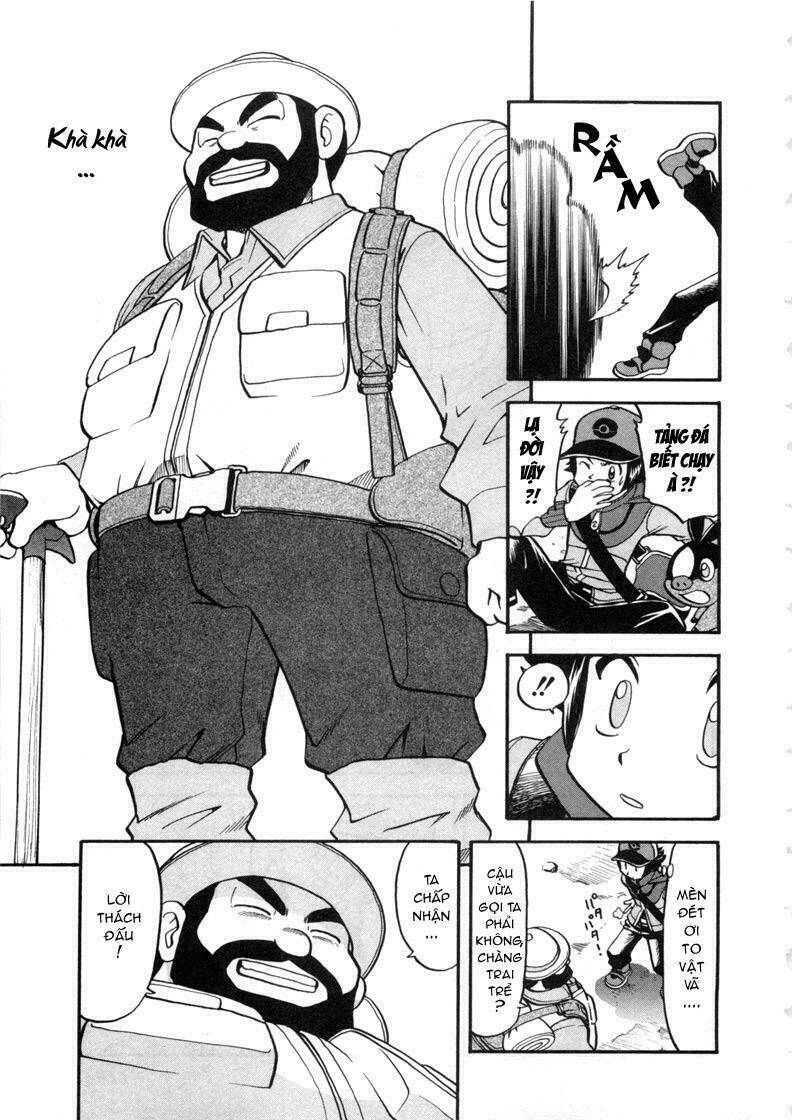 RẦM
TẢNG ĐÁ
BIẾT CHẠY
À ?!
LẠ
ĐỜI
VẬY
?!
!!
Khà khà
...
MÈN
ĐÉT
ƠI
TO
VẬT
VÃ
....
CẬU
VỪA
GỌI TA
PHẢI
KHÔNG,
CHÀNG
TRAI
TRẺ
?
TA
CHẤP
NHẬN
...
LỜI
THÁCH
ĐẤU
!